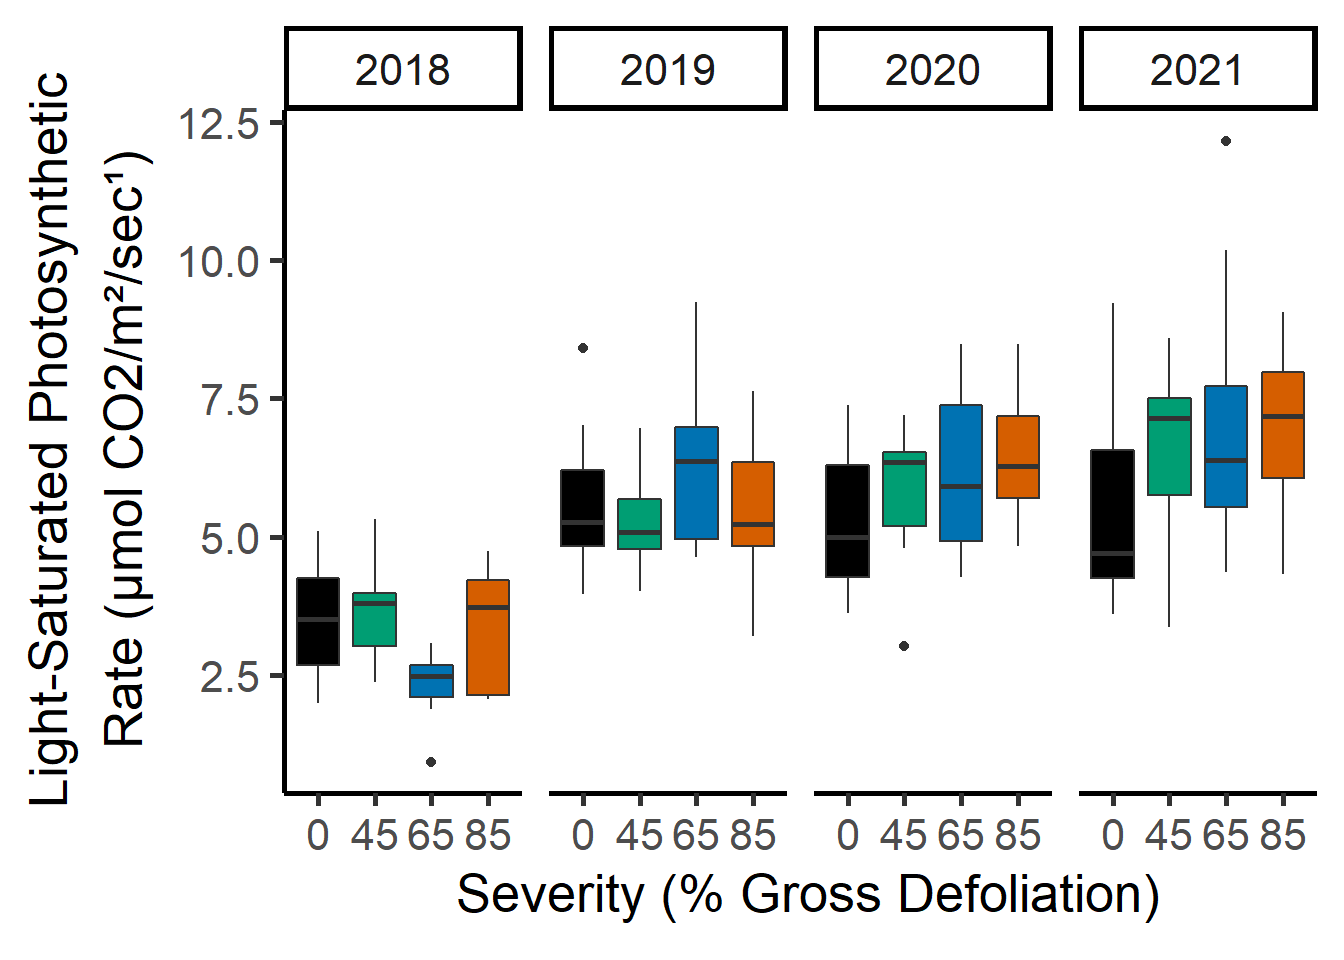 2018 2019 2020 2021
Light-Saturated Photosynthetic
Rate (μmol CO2/m²/sec¹)
12.5
10.0
7.5
5.0
2.5
0 45 65 85 0 45 65 85 0 45 65 85 0 45 65 85
Severity (% Gross Defoliation)